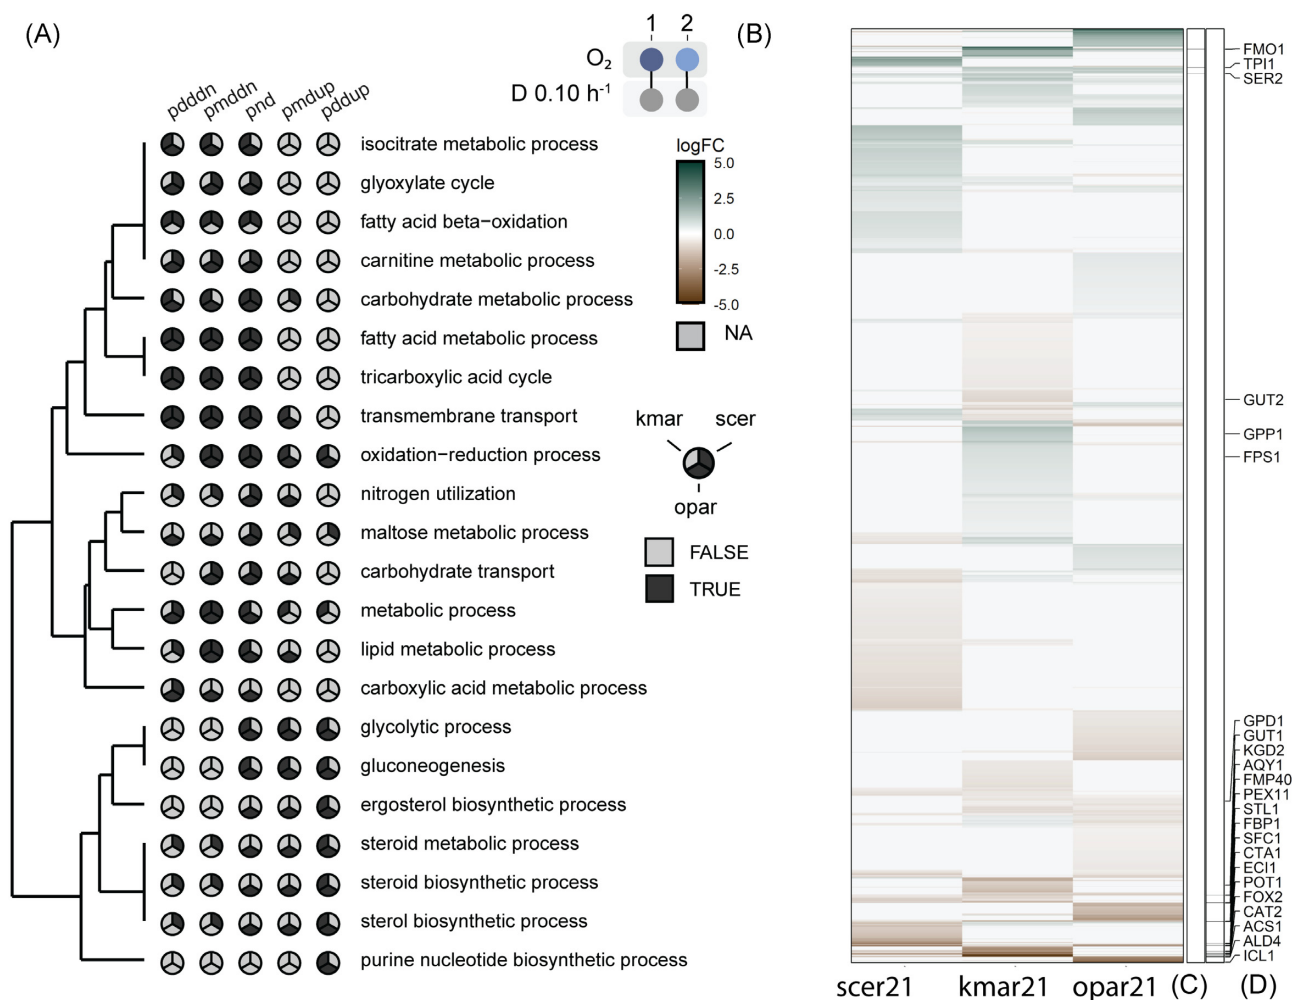 (A)
1 2
(B)
O₂
D 0.10 h⁻¹
pdddn pmddn pnd pmdup pddup
isocitrate metabolic process
glyoxylate cycle
fatty acid beta−oxidation
carnitine metabolic process
carbohydrate metabolic process
fatty acid metabolic process
tricarboxylic acid cycle
transmembrane transport
oxidation−reduction process
nitrogen utilization
maltose metabolic process
carbohydrate transport
metabolic process
lipid metabolic process
carboxylic acid metabolic process
glycolytic process
gluconeogenesis
ergosterol biosynthetic process
steroid metabolic process
steroid biosynthetic process
sterol biosynthetic process
purine nucleotide biosynthetic process
logFC
5.0
2.5
0.0
-2.5
-5.0
NA
kmar scer
opar
FALSE
TRUE
FMO1
TPI1
SER2
GUT2
GPP1
FPS1
GPD1
GUT1
KGD2
AQY1
FMP40
PEX11
STL1
FBP1
SFC1
CTA1
ECI1
POT1
FOX2
CAT2
ACS1
ALD4
ICL1
scer21 kmar21 opar21 (C) (D)